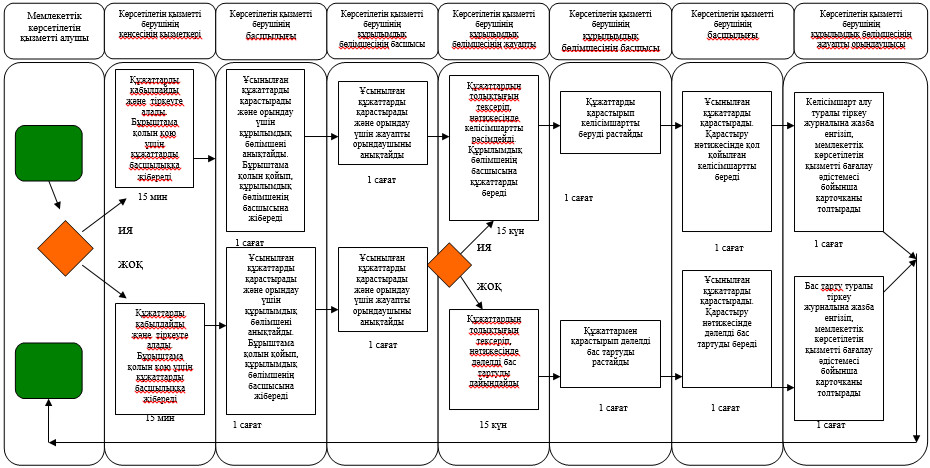 Мемлекеттік
көрсетілетін
қызметті алушы
Көрсетілетін қызметті
берушінің
кеңсесінің қызметкері
Көрсетілетін қызметті
берушінің
басшылығы
Көрсетілетін қызметті
берушінің
құрылымдық
бөлімшесінің басшысы
Көрсетілетін қызметті
берушінің
құрылымдық
бөлімшесінің жауапты
Көрсетілетін қызметті
берушінің
құрылымдық
бөлімшесінің басшысы
Көрсетілетін қызметті
берушінің
басшылығы
Көрсетілетін қызметті
берушінің
құрылымдық бөлімшесінің
жауапты орындаушысы
Құжаттарды
қабылдайды
және тіркеуге
алады.
Бұрыштама
қолын қою
үшін
құжаттарды
басшылыққа
жібереді
15 мин
Ұсынылған
құжаттарды
қарастырады
және орындау
үшін
құрылымдық
бөлімшені
анықтайды.
Бұрыштама
қолын қойып,
құрылымдық
бөлімшенің
басшысына
жібереді
1 сағат
Ұсынылған
құжаттарды
қарастырады
және орындау
үшін жауапты
орындаушыны
анықтайды
1 сағат
Құжаттардың
толықтығын
тексеріп,
нәтижесінде
келісімшартты
рәсімдейді
Құрылымдық
бөлімшенің
басшысына
құжаттарды
береді
15 күн
Құжаттарды
қарастырып
келісімшартты
беруді растайды
1 сағат
Ұсынылған
құжаттарды
қарастырады.
Қарастыру
нәтижесінде қол
қойылған
келісімшартты
береді
1 сағат
Келісімшарт алу
туралы тіркеу
журналына жазба
енгізіп,
мемлекеттік
көрсетілетін
қызметті бағалау
әдістемесі
бойынша
карточканы
толтырады
1 сағат
ИЯ
ЖОҚ
ИЯ
ЖОҚ
Құжаттарды
қабылдайды
және тіркеуге
алады.
Бұрыштама
қолын қою үшін
құжаттарды
басшылыққа
жібереді
15 мин
Ұсынылған
құжаттарды
қарастырады
және орындау
үшін
құрылымдық
бөлімшені
анықтайды.
Бұрыштама
қолын қойып,
құрылымдық
бөлімшенің
басшысына
жібереді
1 сағат
Ұсынылған
құжаттарды
қарастырады
және орындау
үшін жауапты
орындаушыны
анықтайды
1 сағат
Құжаттардың
толықтығын
тексеріп,
нәтижесінде
дәлелді бас
тартуды
дайындайды
15 күн
Құжаттармен
қарастырып дәлелді
бас тартуды
растайды
1 сағат
Ұсынылған
құжаттарды
қарастырады.
Қарастыру
нәтижесінде
дәлелді бас
тартуды береді
1 сағат
Бас тарту туралы
тіркеу
журналына жазба
енгізіп,
мемлекеттік
көрсетілетін
қызметті бағалау
әдістемесі
бойынша
карточканы
толтырады
1 сағат